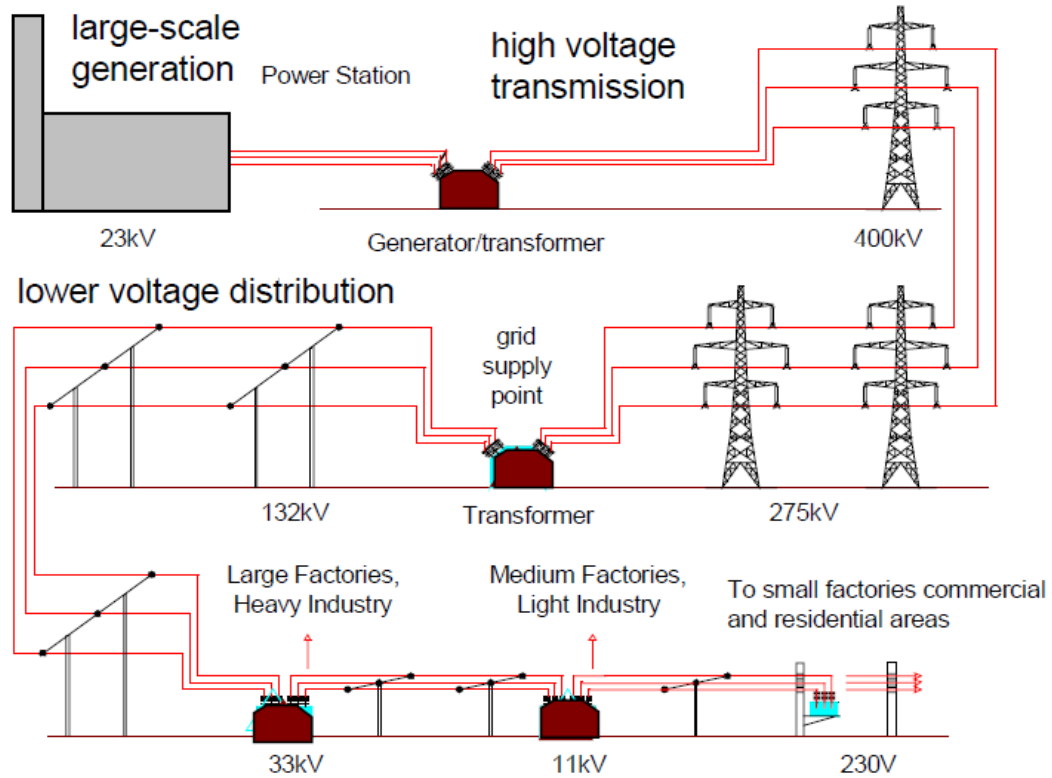 large-scale
generation
Power Station
high voltage
transmission
23kV
Generator/transformer
400kV
lower voltage distribution
grid
supply
point
132kV
Transformer
275kV
Large Factories,
Heavy Industry
Medium Factories,
Light Industry
To small factories commercial
and residential areas
33kV
11kV
230V